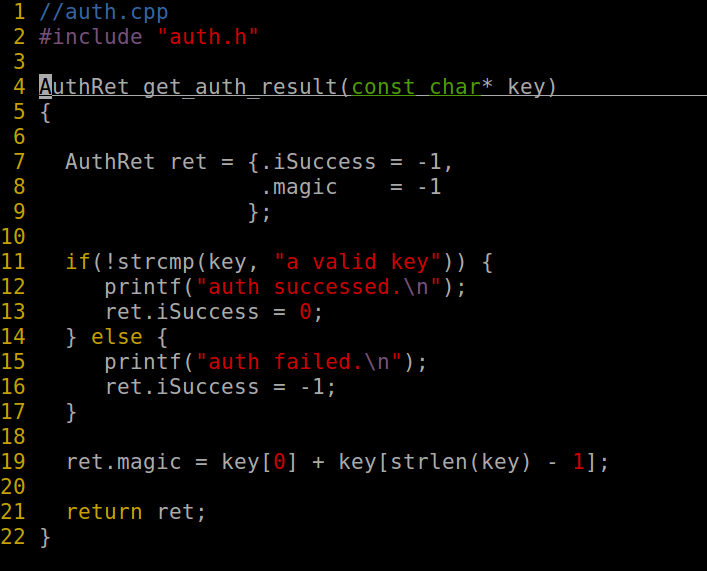 1 //auth.cpp
2 #include "auth.h"
3
4 AuthRet get_auth_result(const char* key)
5 {
6
7   AuthRet ret = {.iSuccess = -1,
8                  .magic    = -1
9                 };
10
11   if(!strcmp(key, "a valid key")) {
12      printf("auth successed.\n");
13      ret.iSuccess = 0;
14   } else {
15      printf("auth failed.\n");
16      ret.iSuccess = -1;
17   }
18
19   ret.magic = key[0] + key[strlen(key) - 1];
20
21   return ret;
22 }